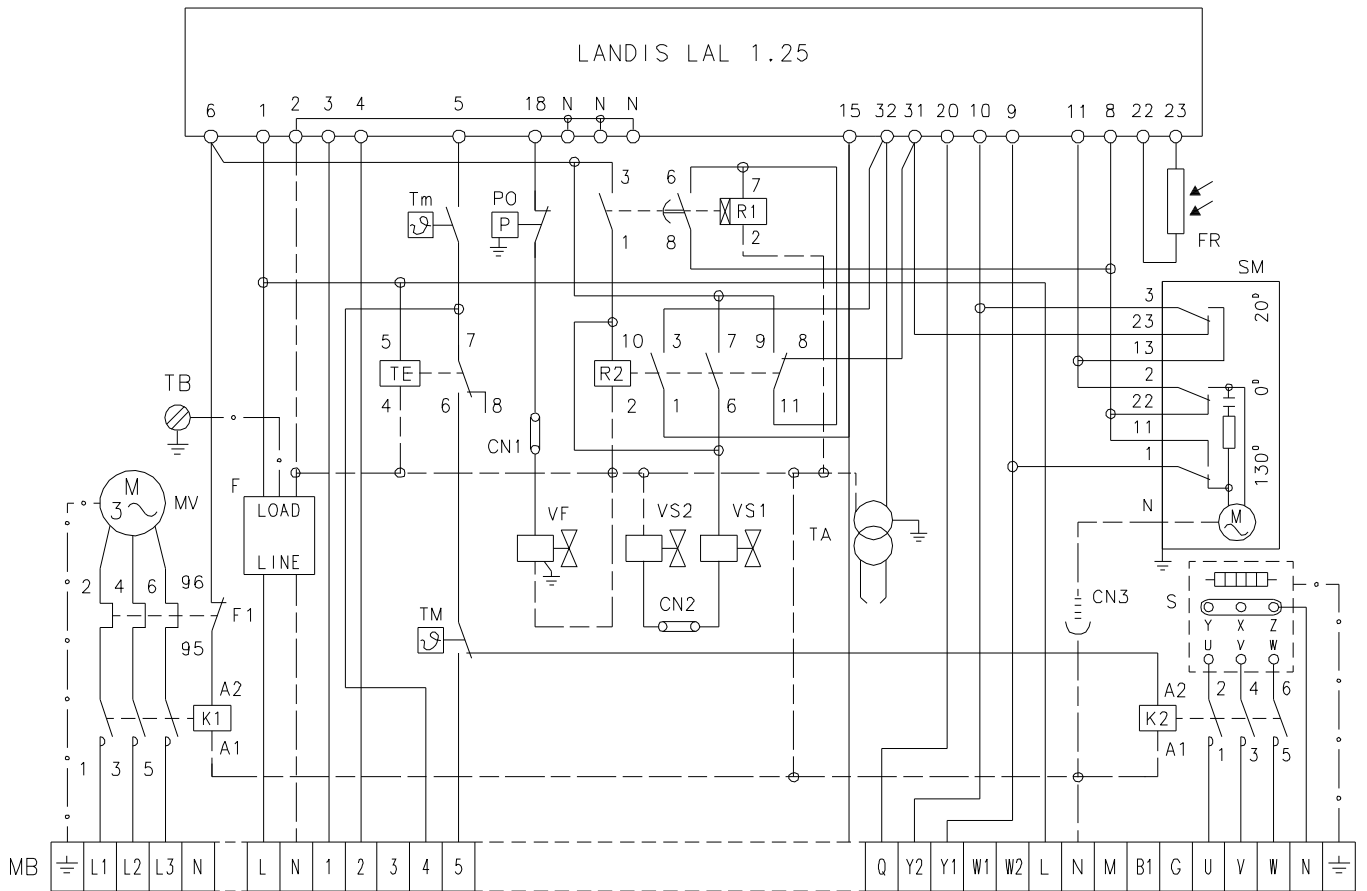 LANDIS LAL 1.25
6 1 2 3 4 5 18 N N N 15 32 31 20 10 9 11 8 22 23
3 6 7
Tm PO P R1
1 8 2 FR
SM
3 20°
23
5 7 10 3 7 9 8 13
TE R2 2 0°
TB 4 6 8 2 1 6 11 22
CN1 11
1 130°
M 3 MV F LOAD N M
VF VS2 VS1 TA
LINE
2 4 6 96 CN2 CN3 S
F1 TM Y X Z
95 U V W
A2 A2 2 4 6
K1 K2
A1 A1 1 3 5
1 3 5
MB L1 L2 L3 N L N 1 2 3 4 5 Q Y2 Y1 W1 W2 L N M B1 G U V W N